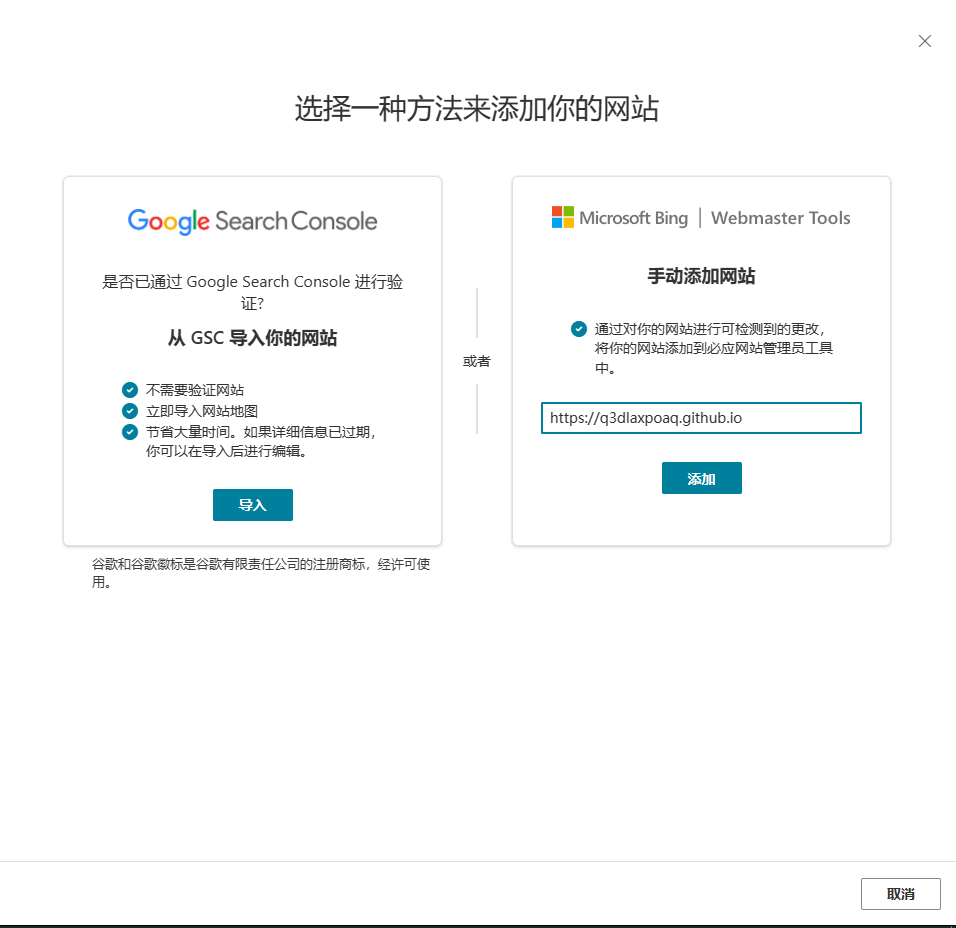 选择一种方法来添加你的网站
Google Search Console
是否已通过 Google Search Console 进行验
证?
从 GSC 导入你的网站
不需要验证网站
立即导入网站地图
节省大量时间。如果详细信息已过期，
你可以在导入后进行编辑。
导入
谷歌和谷歌徽标是谷歌有限责任公司的注册商标，经许可使
用。
或者
Microsoft Bing | Webmaster Tools
手动添加网站
通过对你的网站进行可检测到的更改，
将你的网站添加到必应网站管理员工具
中。
https://q3dlaxpoaq.github.io
添加
取消